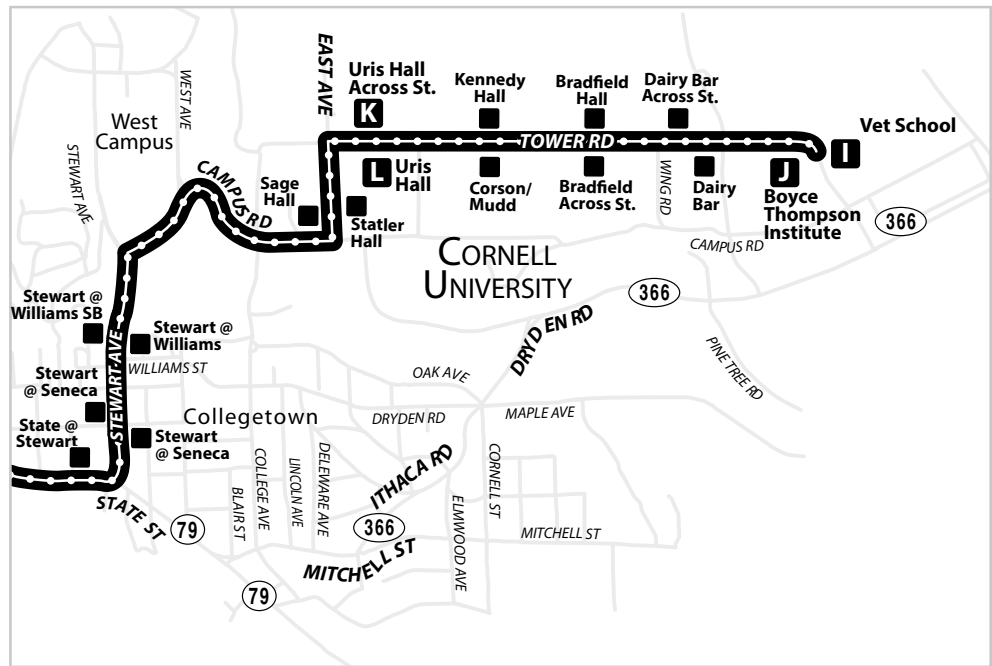 EAST AVE
Uris Hall
Across St.
K
Kennedy
Hall
Bradfield
Hall
Dairy Bar
Across St.
Vet School
I
WEST AVE
West
Campus
STEWART AVE
CAMPUS RD
TOWER RD
Sage
Hall
L
Uris
Hall
Statler
Hall
Corson/
Mudd
Bradfield
Across St.
WING RD
Dairy
Bar
J
Boyce
Thompson
Institute
366
CAMPUS RD
CORNELL
UNIVERSITY
366
DRYDEN RD
PINE TREE RD
Stewart @
Williams SB
Stewart @
Williams
STEWART AVE
WILLIAMS ST
Stewart
@ Seneca
State @
Stewart
Stewart
@ Seneca
Collegetown
OAK AVE
DRYDEN RD
MAPLE AVE
ITHACA RD
CORNELL ST
DELEWARE AVE
LINCOLN AVE
COLLEGE AVE
BLAIR ST
STATE ST
79
366
ELMWOOD AVE
MITCHELL ST
MITCHELL ST
79